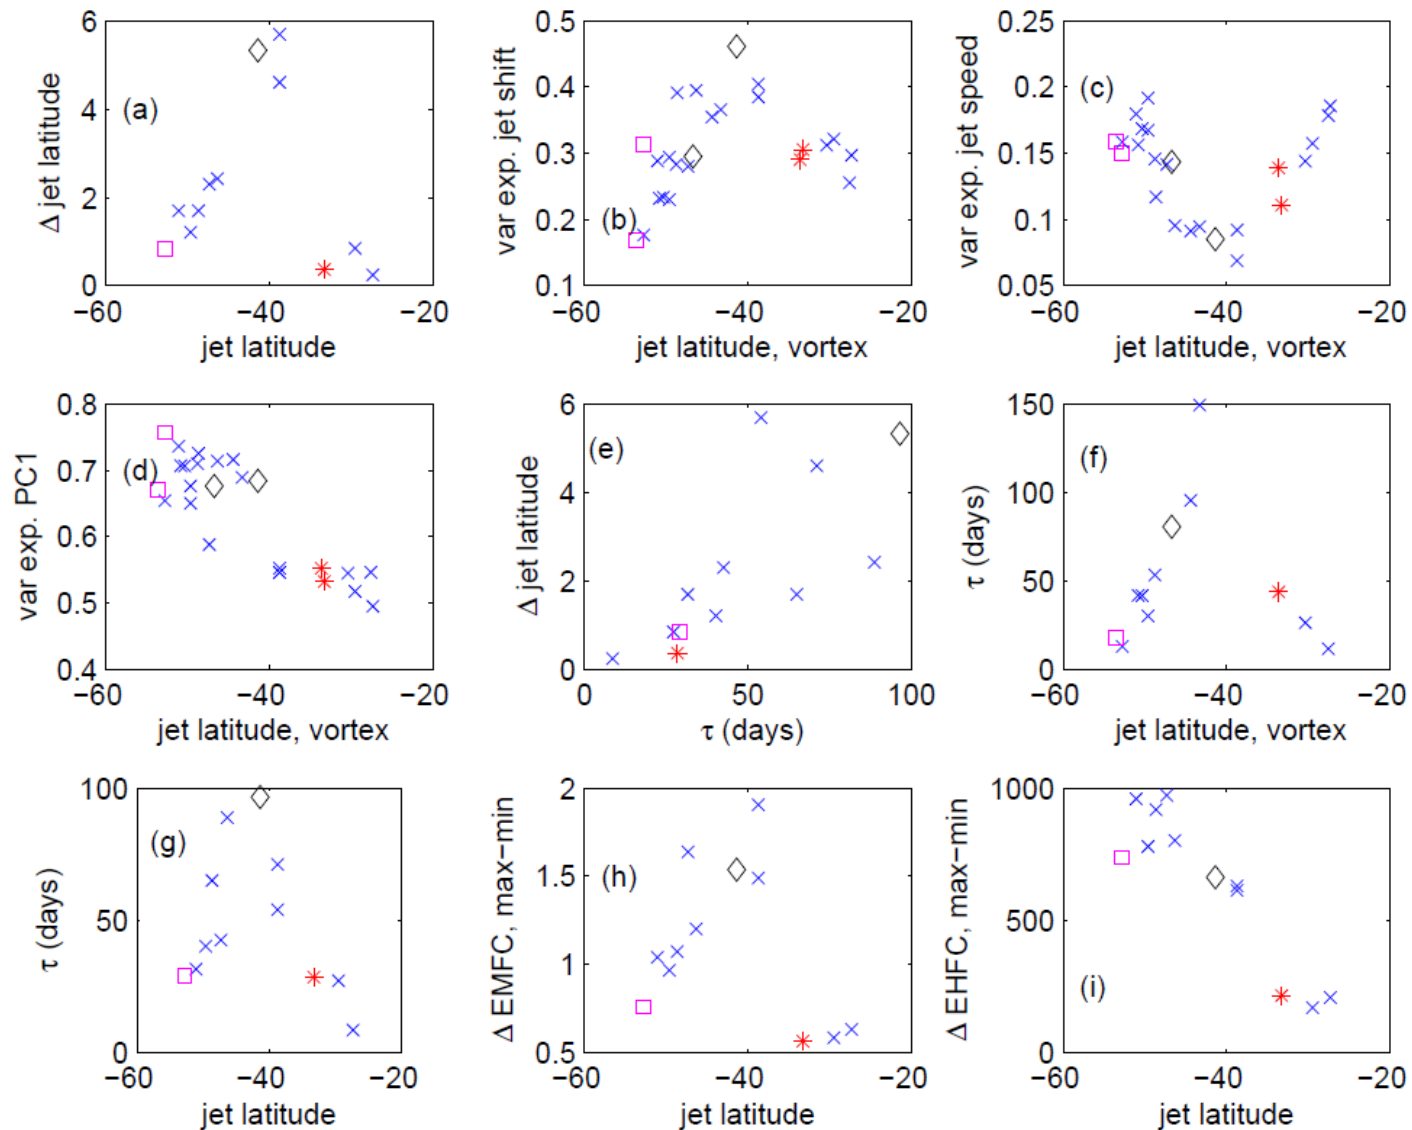 6
4
2
0
(a)
Δ jet latitude
−60 −40 −20
jet latitude
0.5
0.4
0.3
0.2
0.1
(b)
var exp. jet shift
−60 −40 −20
jet latitude, vortex
0.25
0.2
0.15
0.1
0.05
(c)
var exp. jet speed
−60 −40 −20
jet latitude, vortex
0.8
0.7
0.6
0.5
0.4
(d)
var exp. PC1
−60 −40 −20
jet latitude, vortex
6
4
2
0
(e)
Δ jet latitude
0 50 100
τ (days)
150
100
50
0
(f)
τ (days)
−60 −40 −20
jet latitude, vortex
100
50
0
(g)
τ (days)
−60 −40 −20
jet latitude
2
1.5
1
0.5
(h)
Δ EMFC, max−min
−60 −40 −20
jet latitude
1000
500
0
(i)
Δ EHFC, max−min
−60 −40 −20
jet latitude